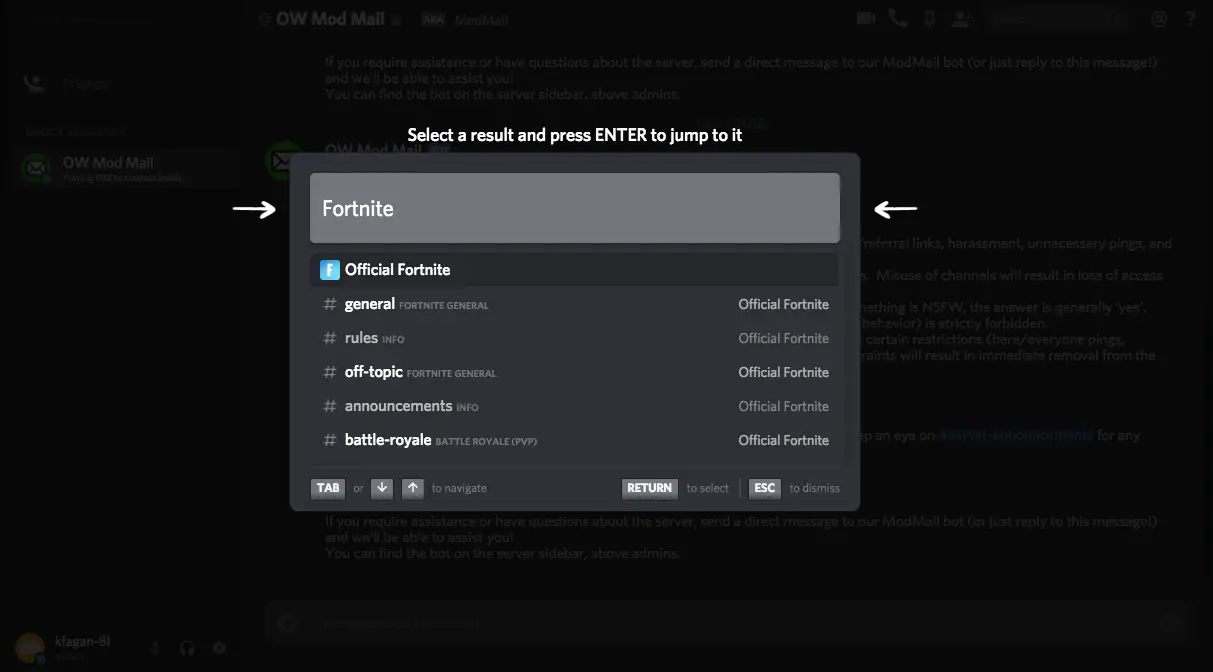 OW Mod Mail AKA ModMail
If you require assistance or have questions about the server, send a direct message to our ModMail bot (or just reply to this message!)
and we'll be able to assist you!
You can find the bot on the server sidebar, above admins.
Friends
DIRECT MESSAGES
Select a result and press ENTER to jump to it
OW Mod Mail
OW Mod Mail
Fortnite
referral links, harassment, unnecessary pings, and
Official Fortnite
F
Misuse of channels will result in loss of access
general FORTNITE GENERAL Official Fortnite
is NSFW, the answer is generally 'yes'.
behavior) is strictly forbidden.
rules INFO Official Fortnite
certain restrictions (here/everyone pings,
will result in immediate removal from the
off-topic FORTNITE GENERAL Official Fortnite
announcements INFO Official Fortnite
battle-royale BATTLE ROYALE (PVP) Official Fortnite
an eye on #server-announcements for any
TAB or ↓ ↑ to navigate RETURN to select | ESC to dismiss
If you require assistance or have questions about the server, send a direct message to our ModMail bot (or just reply to this message!)
and we'll be able to assist you!
You can find the bot on the server sidebar, above admins.
kfagan-81